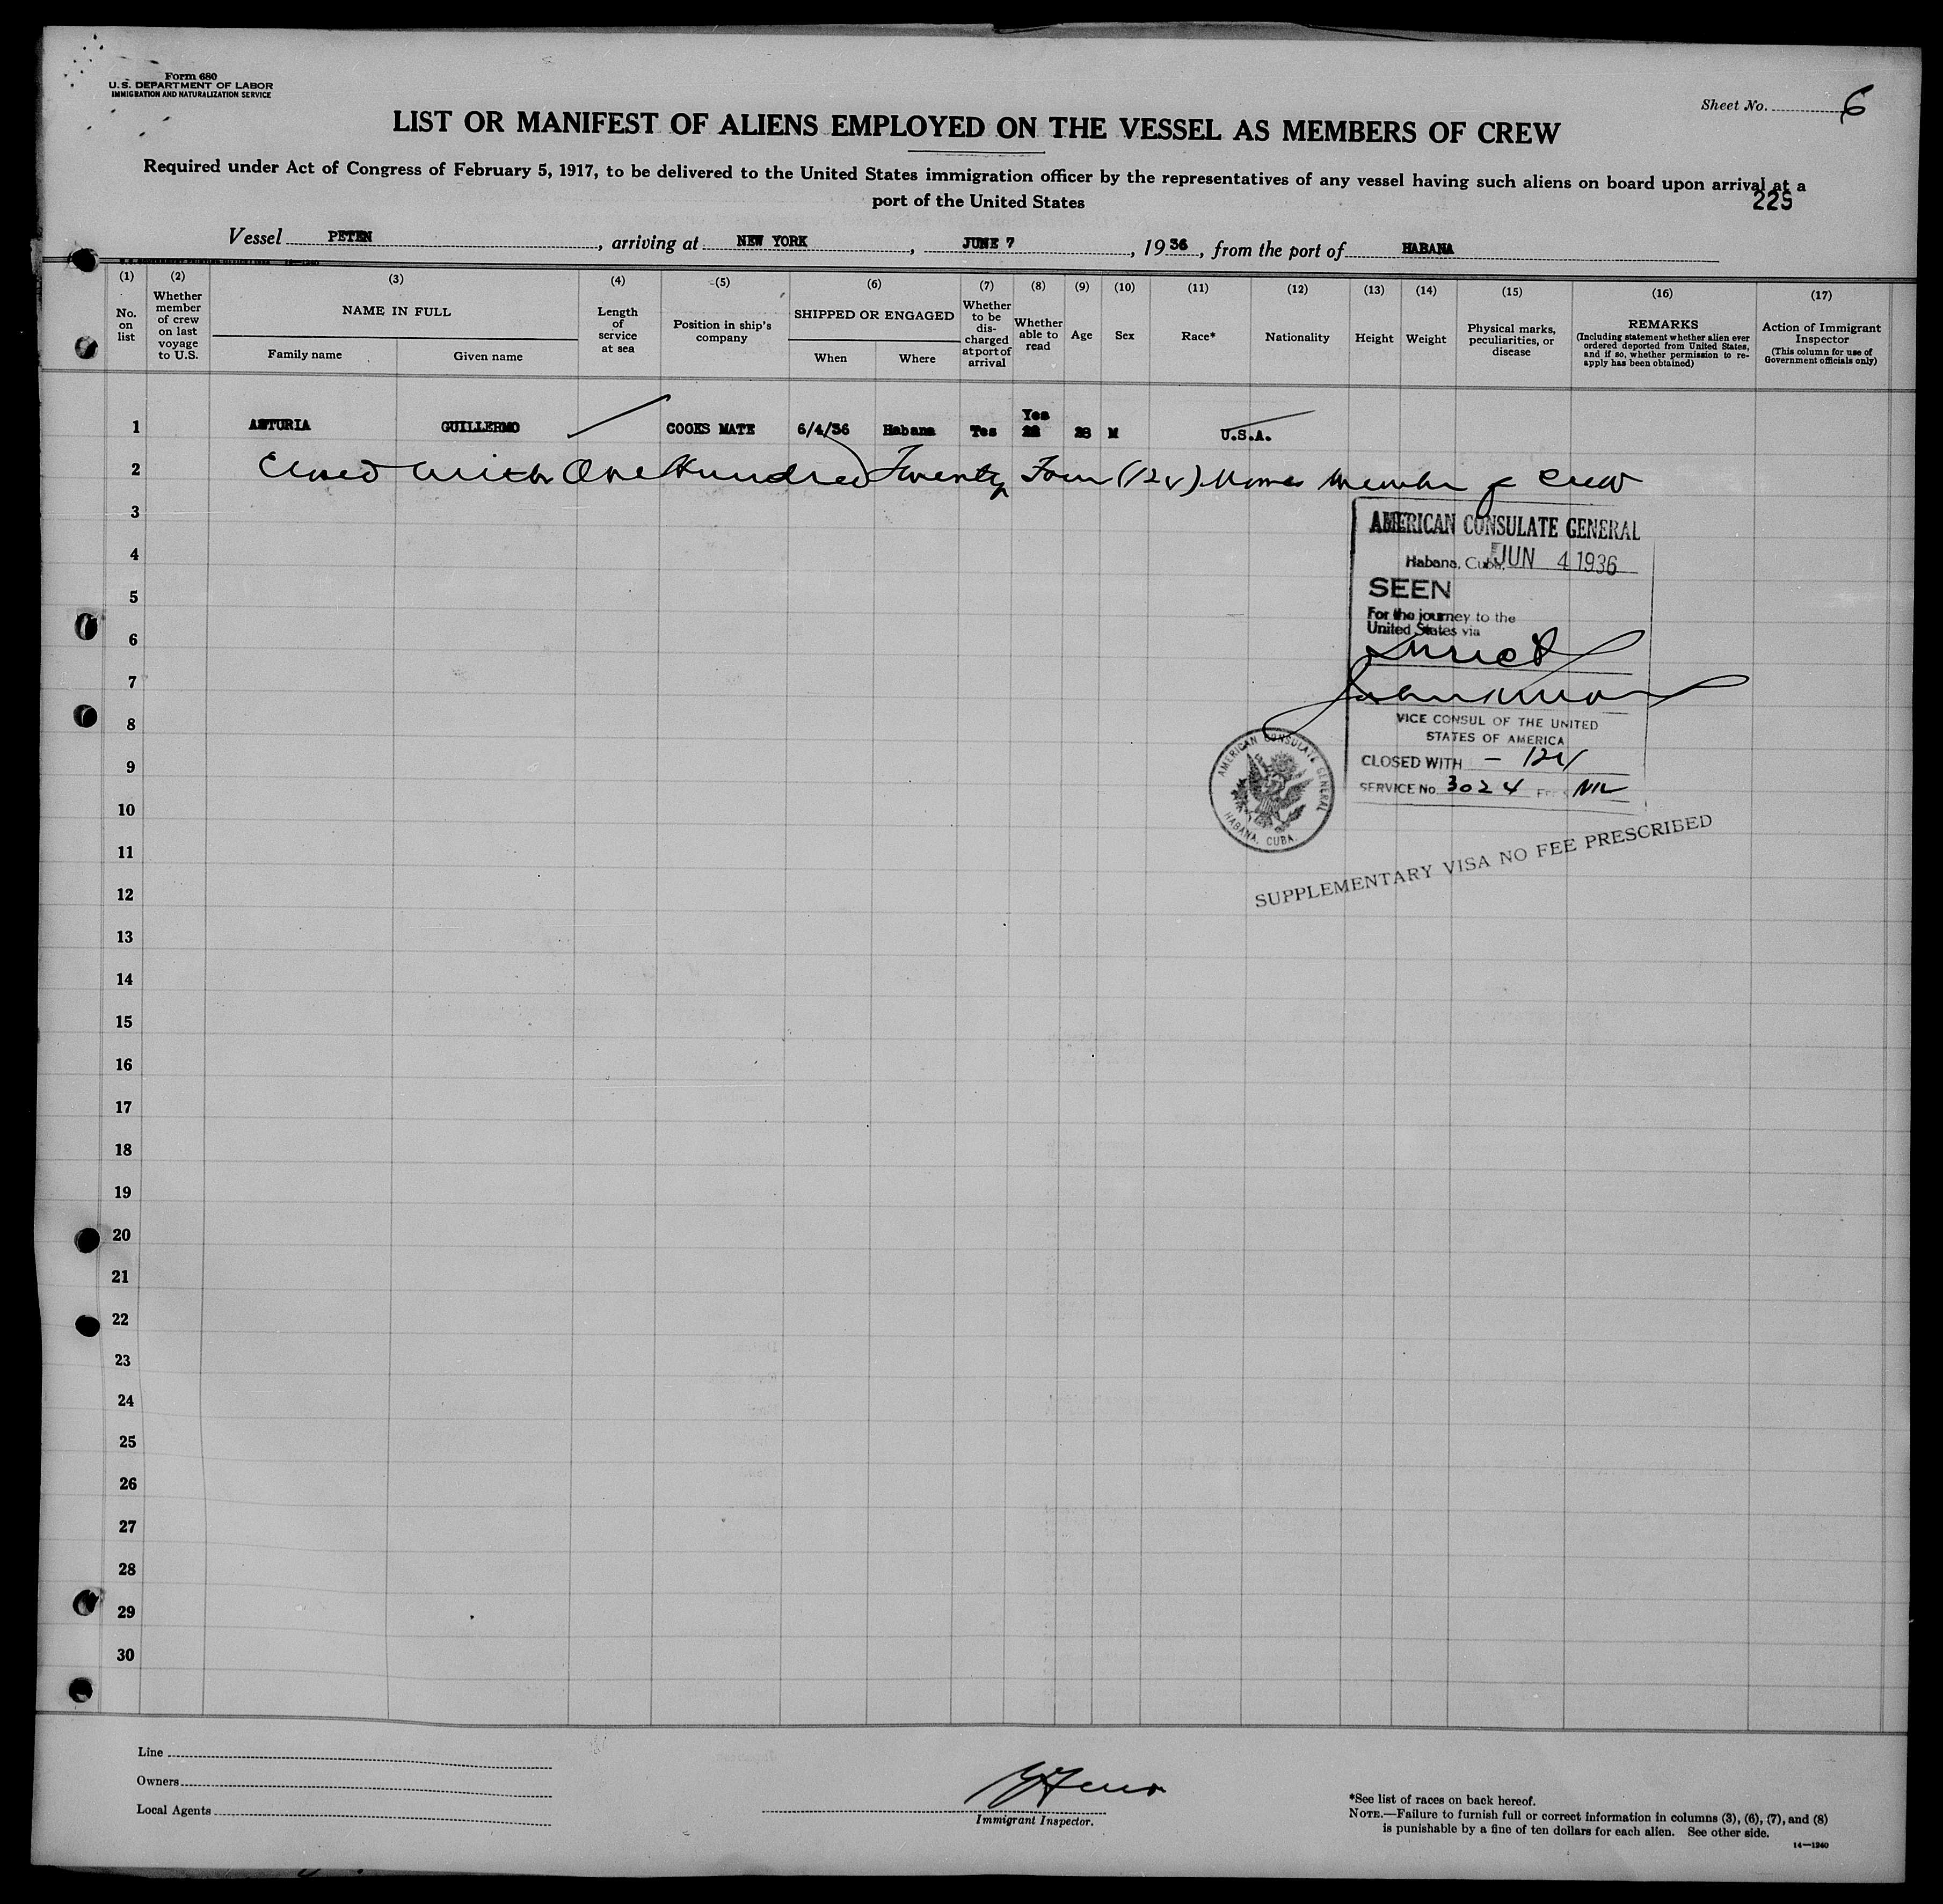 Form 680
U.S. DEPARTMENT OF LABOR
IMMIGRATION AND NATURALIZATION SERVICE
Sheet No. 6
LIST OR MANIFEST OF ALIENS EMPLOYED ON THE VESSEL AS MEMBERS OF CREW
Required under Act of Congress of February 5, 1917, to be delivered to the United States immigration officer by the representatives of any vessel having such aliens on board upon arrival at a
port of the United States
225
Vessel PETEN, arriving at NEW YORK, JUNE 7, 1936, from the port of HABANA
(1) No. on list
(2) Whether member of crew on last voyage to U.S.
(3) NAME IN FULL
Family name Given name
(4) Length of service at sea
(5) Position in ship's company
(6) SHIPPED OR ENGAGED
When Where
(7) Whether to be discharged at port of arrival
(8) Whether able to read
(9) Age
(10) Sex
(11) Race*
(12) Nationality
(13) Height
(14) Weight
(15) Physical marks, peculiarities, or disease
(16) REMARKS
(Including statement whether alien ever ordered deported from United States, and if so, whether permission to reapply has been obtained)
(17) Action of Immigrant Inspector
(This column for use of Government officials only)
Yes
1 ASTURIA GUILLERMO COOKS MATE 6/4/36 Habana Yes 28 M U.S.A.
2 Closed with One Hundred Twenty Four (124) Names Member of Crew
3
4
5
6
7
8
9
10
11
12
13
14
15
16
17
18
19
20
21
22
23
24
25
26
27
28
29
30
AMERICAN CONSULATE GENERAL
Habana, Cuba, JUN 4 1936
SEEN
For the journey to the
United States via
Direct
VICE CONSUL OF THE UNITED
STATES OF AMERICA
CLOSED WITH - 124
SERVICE No. 3024 Fee NIL
AMERICAN CONSULATE GENERAL
HABANA, CUBA.
SUPPLEMENTARY VISA NO FEE PRESCRIBED
Line
Owners
Local Agents
Immigrant Inspector.
*See list of races on back hereof.
NOTE.—Failure to furnish full or correct information in columns (3), (6), (7), and (8)
is punishable by a fine of ten dollars for each alien. See other side.
14—1240